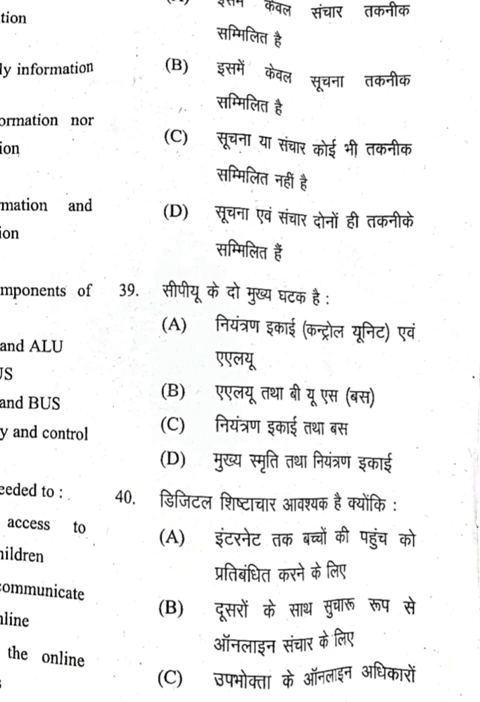 tion
ly information
ormation nor
ion
mation and
ion
mponents of
and ALU
US
and BUS
y and control
eeded to :
access to
hildren
communicate
nline
the online
इसमें केवल संचार तकनीक
सम्मिलित है
(B) इसमें केवल सूचना तकनीक
सम्मिलित है
(C) सूचना या संचार कोई भी तकनीक
सम्मिलित नहीं है
(D) सूचना एवं संचार दोनों ही तकनीके
सम्मिलित हैं
39. सीपीयू के दो मुख्य घटक है :
(A) नियंत्रण इकाई (कन्ट्रोल यूनिट) एवं
एएलयू
(B) एएलयू तथा बी यू एस (बस)
(C) नियंत्रण इकाई तथा बस
(D) मुख्य स्मृति तथा नियंत्रण इकाई
40. डिजिटल शिष्टाचार आवश्यक है क्योंकि :
(A) इंटरनेट तक बच्चों की पहुंच को
प्रतिबंधित करने के लिए
(B) दूसरों के साथ सुचारू रूप से
ऑनलाइन संचार के लिए
(C) उपभोक्ता के ऑनलाइन अधिकारों